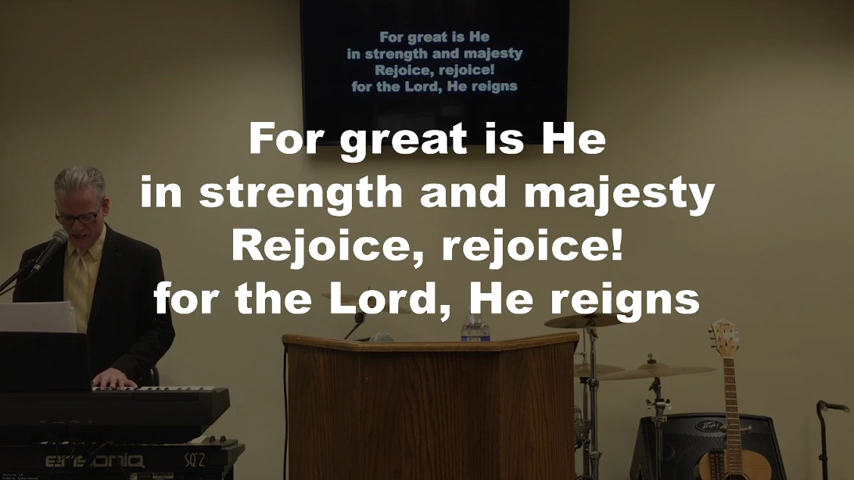 For great is He
in strength and majesty
Rejoice, rejoice!
for the Lord, He reigns
For great is He
in strength and majesty
Rejoice, rejoice!
for the Lord, He reigns
ensoniq SQ2